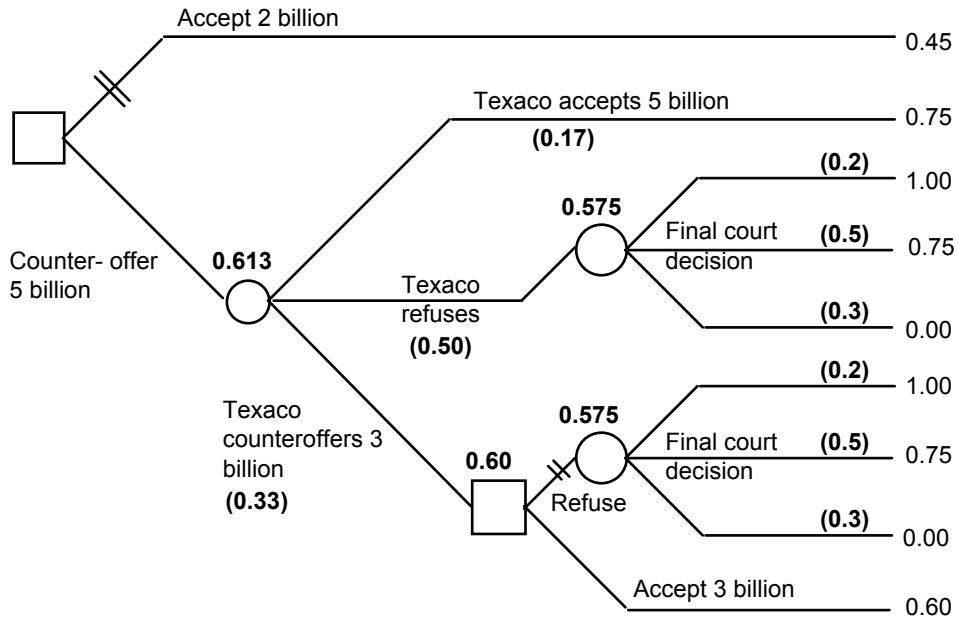 Accept 2 billion
0.45
Texaco accepts 5 billion
0.75
(0.17)
(0.2)
1.00
0.575
Final court
decision
(0.5)
0.75
(0.3)
0.00
Counter- offer
5 billion
0.613
Texaco
refuses
(0.50)
Texaco
counteroffers 3
billion
(0.33)
0.60
0.575
Refuse
(0.2)
1.00
Final court
decision
(0.5)
0.75
(0.3)
0.00
Accept 3 billion
0.60